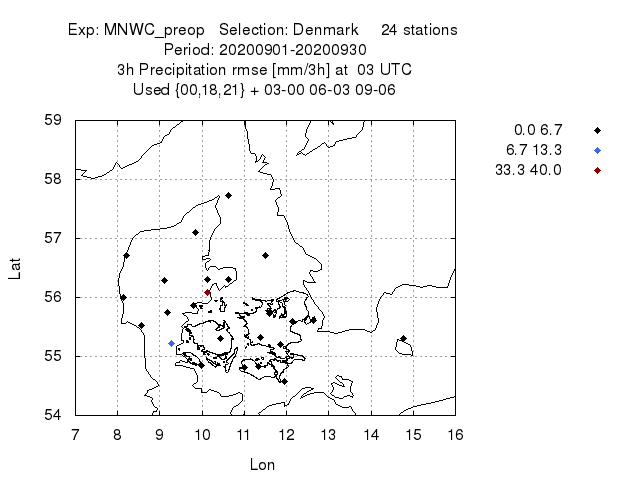 Exp: MNWC_preop   Selection: Denmark     24 stations
Period: 20200901-20200930
3h Precipitation rmse [mm/3h] at  03 UTC
Used {00,18,21} + 03-00 06-03 09-06
0.0 6.7
6.7 13.3
33.3 40.0
59
58
57
56
55
54
Lat
7 8 9 10 11 12 13 14 15 16
Lon